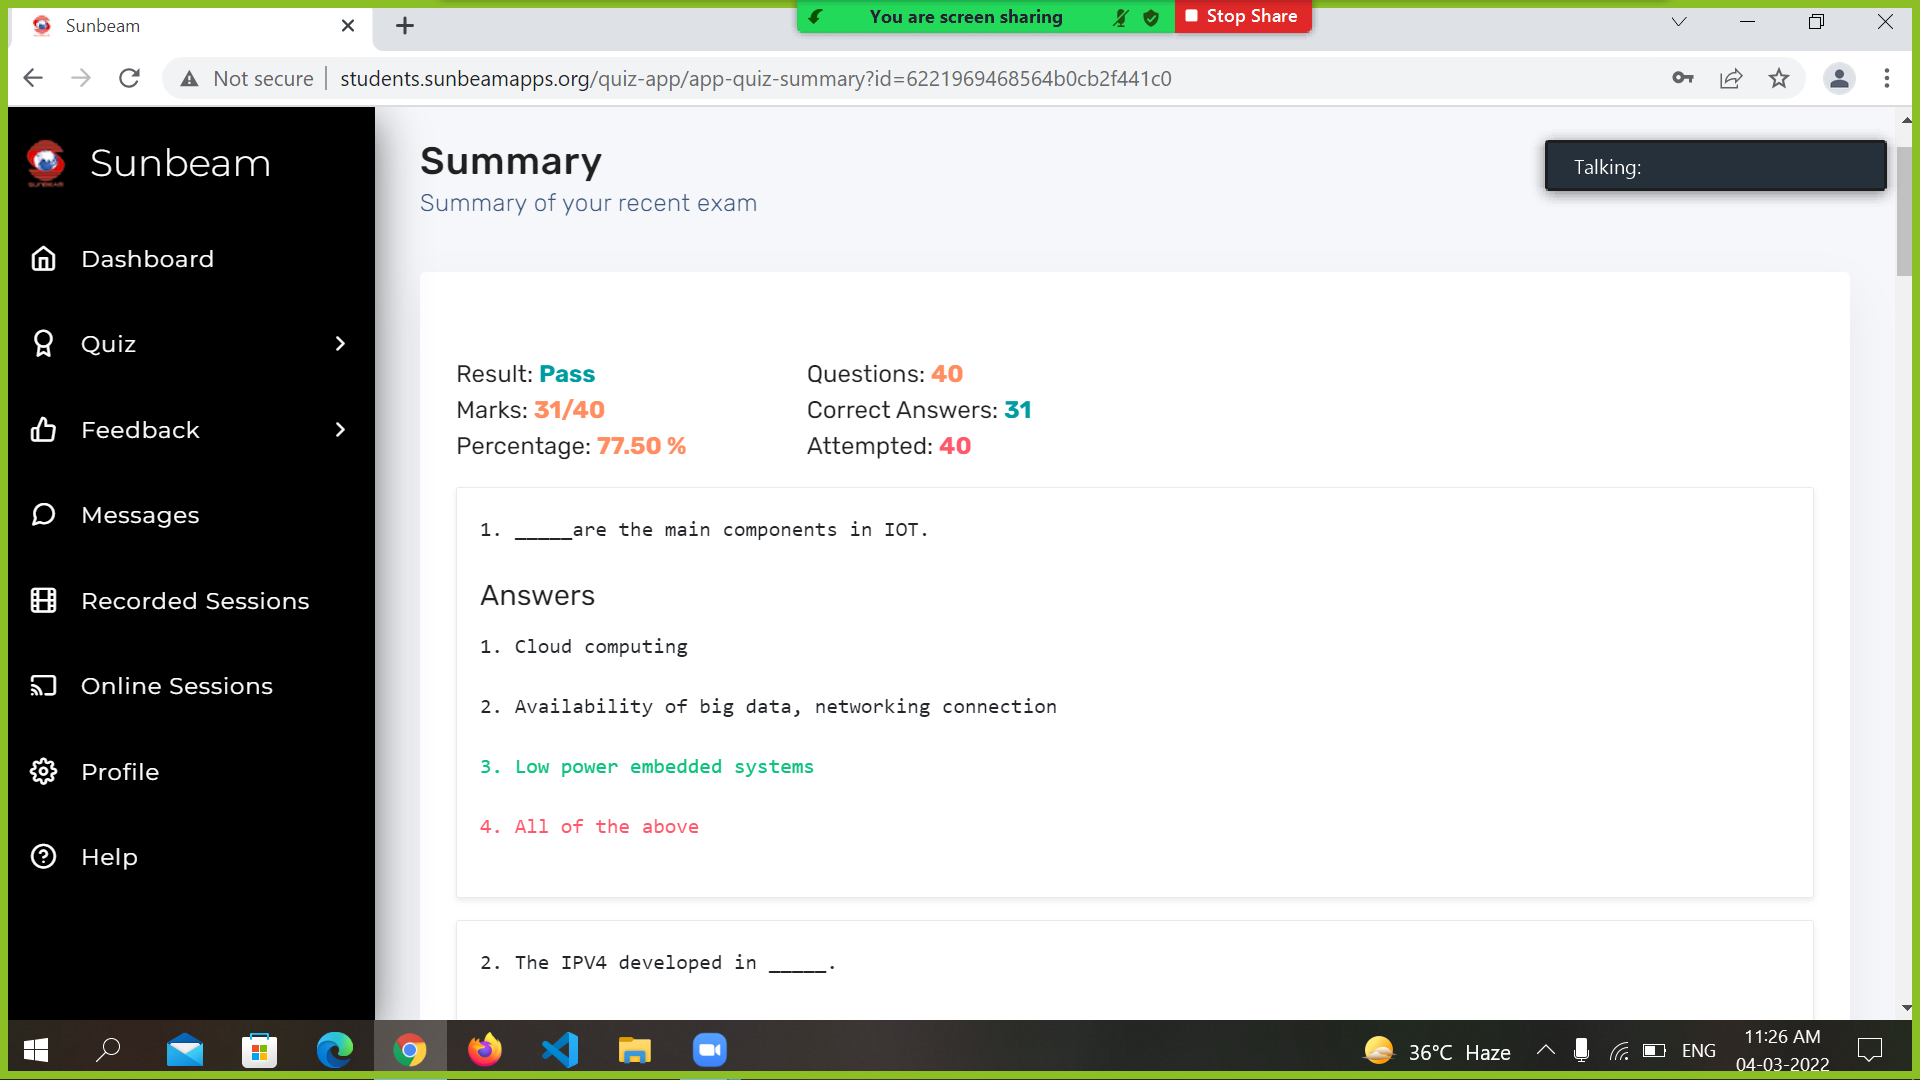 Sunbeam
You are screen sharing
Stop Share
Not secure
students.sunbeamapps.org/quiz-app/app-quiz-summary?id=6221969468564b0cb2f441c0
Sunbeam
Dashboard
Quiz
Feedback
Messages
Recorded Sessions
Online Sessions
Profile
Help
Summary
Summary of your recent exam
Talking:
Result: Pass
Marks: 31/40
Percentage: 77.50 %
Questions: 40
Correct Answers: 31
Attempted: 40
1. _____are the main components in IOT.
Answers
1. Cloud computing
2. Availability of big data, networking connection
3. Low power embedded systems
4. All of the above
2. The IPV4 developed in _____.
36°C Haze
ENG
11:26 AM
04-03-2022